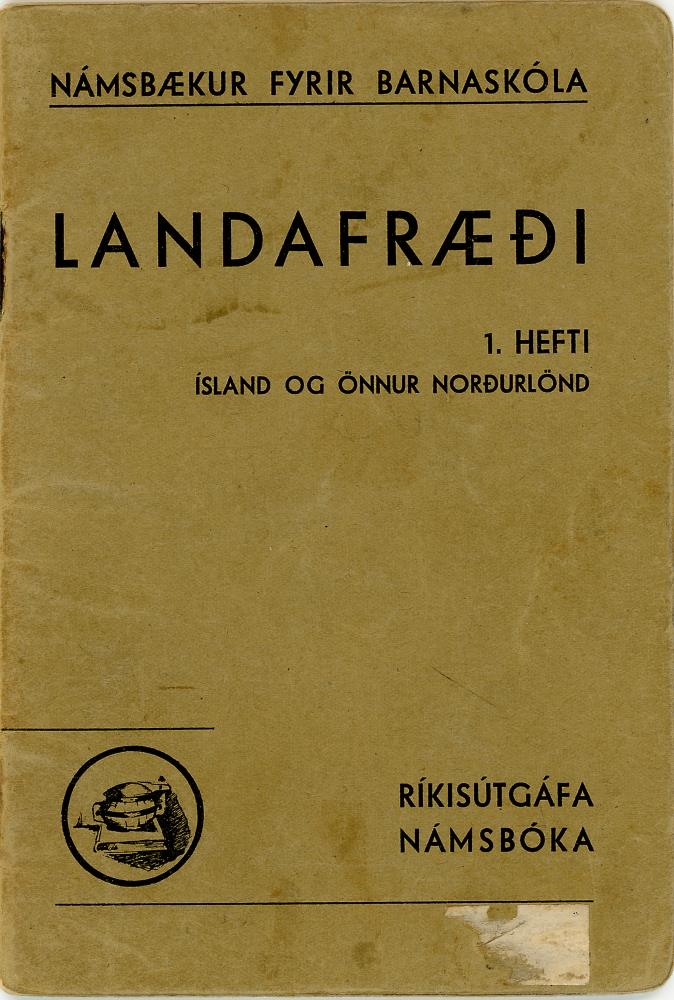 NÁMSBÆKUR FYRIR BARNASKÓLA
LANDAFRÆÐI
1. HEFTI
ÍSLAND OG ÖNNUR NORÐURLÖND
RÍKISÚTGÁFA
NÁMSBÓKA